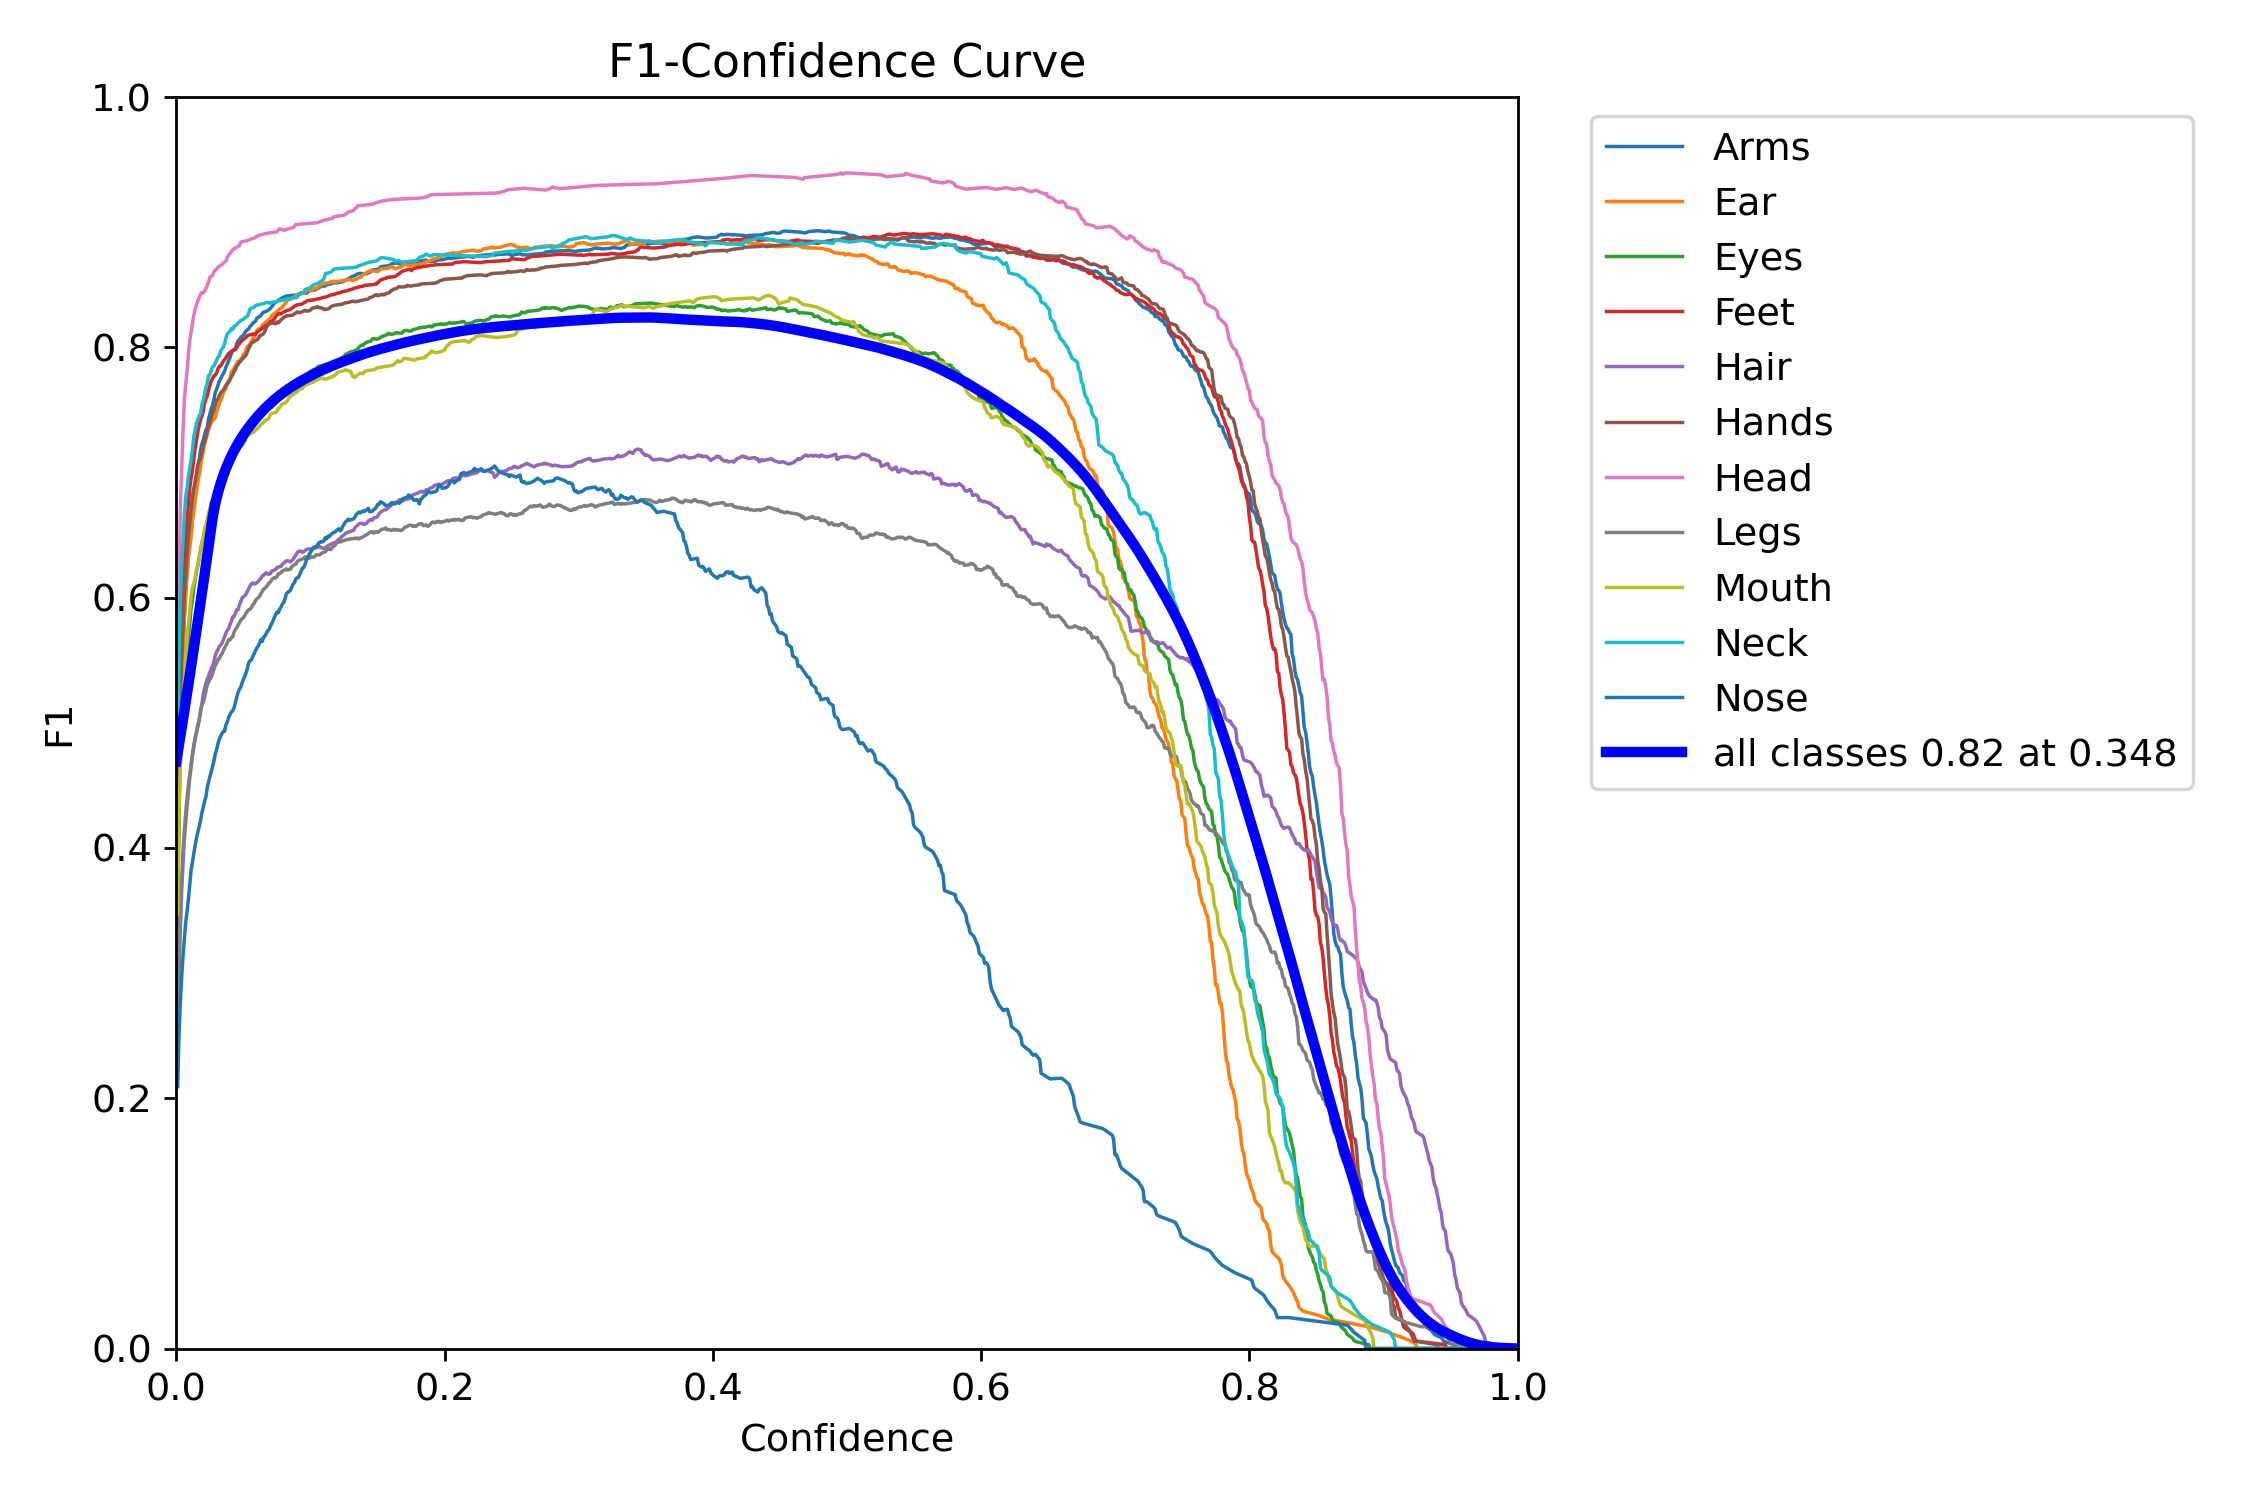 F1-Confidence Curve
1.0
0.8
0.6
0.4
0.2
0.0
F1
0.0 0.2 0.4 0.6 0.8 1.0
Confidence
Arms
Ear
Eyes
Feet
Hair
Hands
Head
Legs
Mouth
Neck
Nose
all classes 0.82 at 0.348